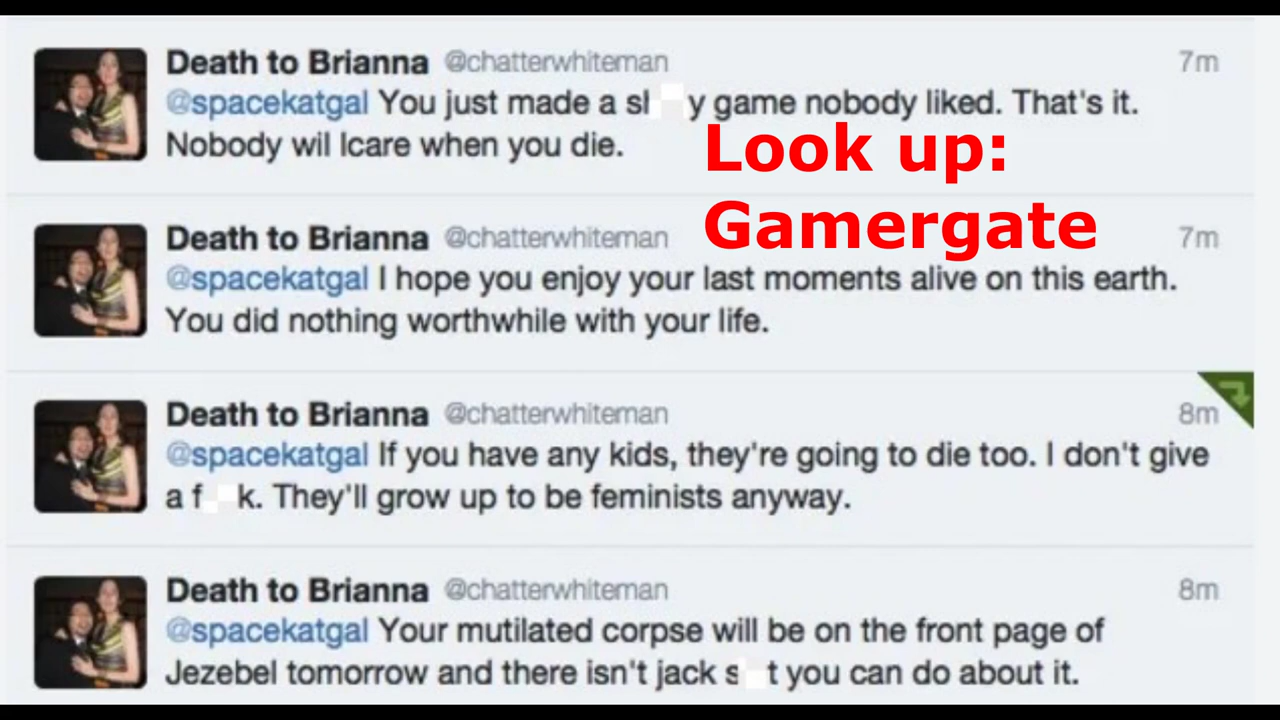 Death to Brianna @chatterwhiteman 7m
@spacekatgal You just made a s y game nobody liked. That's it.
Nobody wil lcare when you die.
Look up:
Gamergate
Death to Brianna @chatterwhiteman 7m
@spacekatgal I hope you enjoy your last moments alive on this earth.
You did nothing worthwhile with your life.
Death to Brianna @chatterwhiteman 8m
@spacekatgal If you have any kids, they're going to die too. I don't give
a f k. They'll grow up to be feminists anyway.
Death to Brianna @chatterwhiteman 8m
@spacekatgal Your mutilated corpse will be on the front page of
Jezebel tomorrow and there isn't jack s t you can do about it.